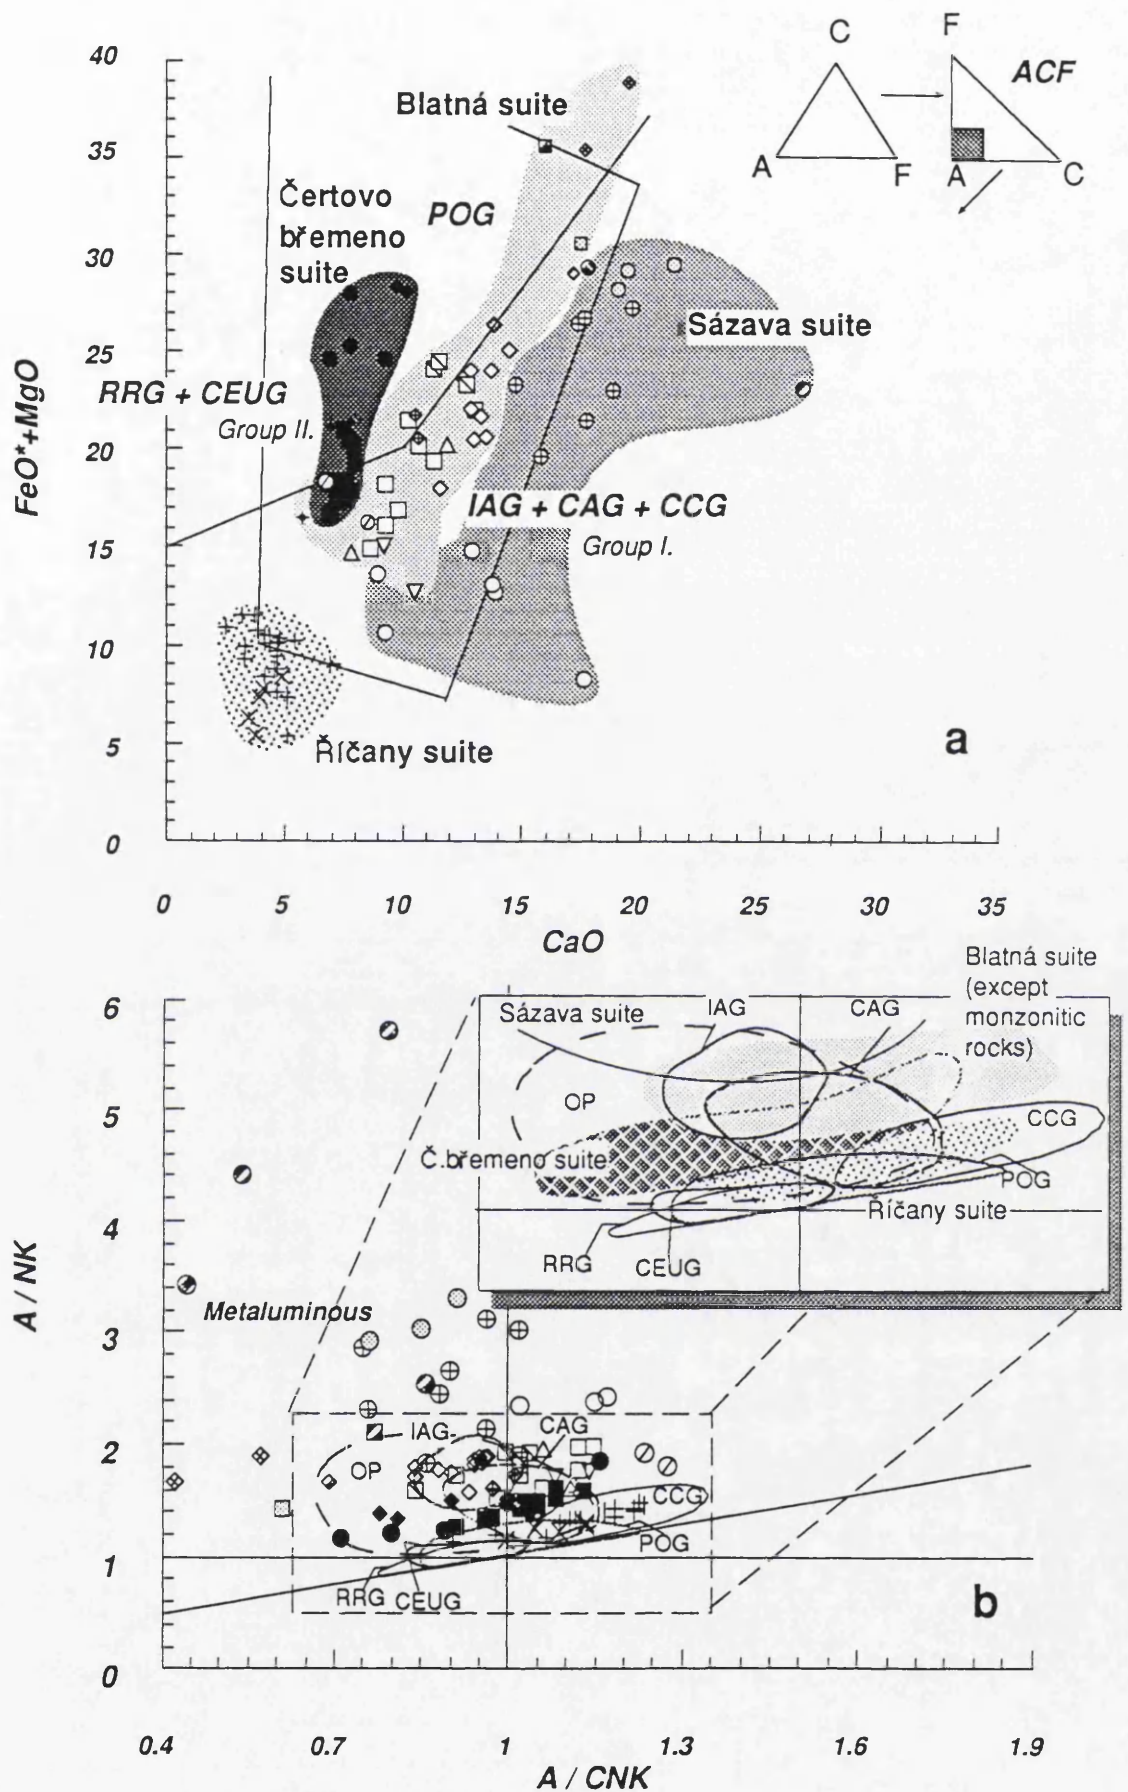 40
35
30
25
20
15
10
5
0
FeO*+MgO
C
A
F
F
A
C
ACF
Blatná suite
POG
Čertovo
břemeno
suite
RRG + CEUG
Group II.
Sázava suite
IAG + CAG + CCG
Group I.
Říčany suite
a
0 5 10 15 20 25 30 35
CaO
6
5
4
3
2
1
0
A / NK
Metaluminous
Blatná suite
(except
monzonitic
rocks)
Sázava suite
IAG
CAG
OP
CCG
Č.břemeno suite
POG
Říčany suite
RRG
CEUG
IAG
CAG
OP
CCG
POG
RRG
CEUG
b
0.4 0.7 1 1.3 1.6 1.9
A / CNK